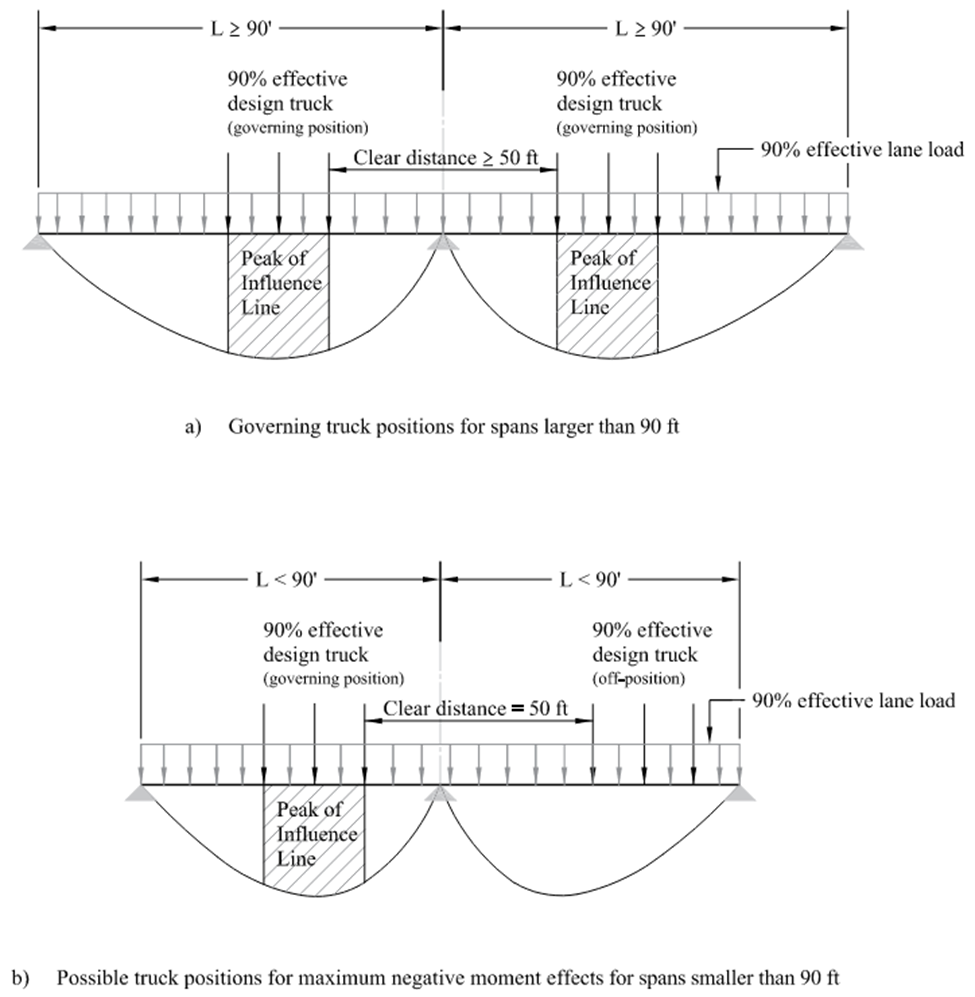 L ≥ 90'
L ≥ 90'
90% effective
design truck
(governing position)
90% effective
design truck
(governing position)
Clear distance ≥ 50 ft
90% effective lane load
Peak of
Influence
Line
Peak of
Influence
Line
a) Governing truck positions for spans larger than 90 ft
L < 90'
L < 90'
90% effective
design truck
(governing position)
90% effective
design truck
(off-position)
Clear distance = 50 ft
90% effective lane load
Peak of
Influence
Line
b) Possible truck positions for maximum negative moment effects for spans smaller than 90 ft